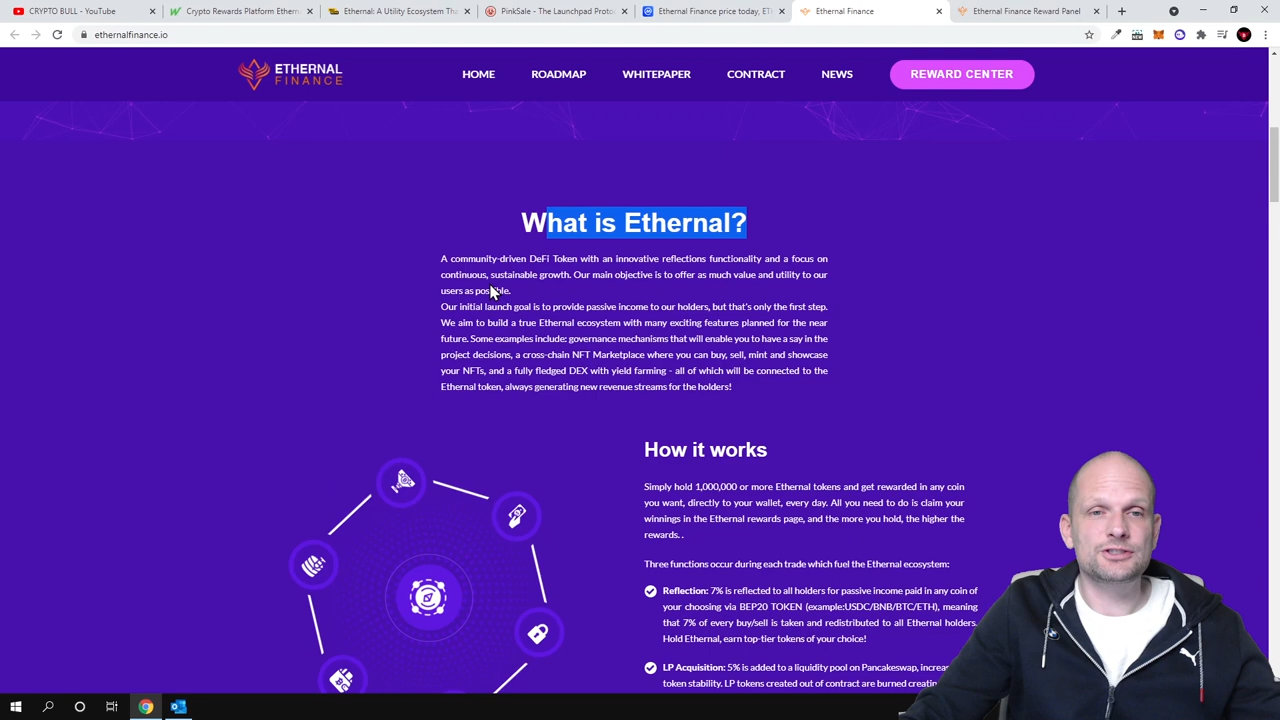 CRYPTO BULL - YouTube
Crypto Rewards Platform Ethern
Ethernal: A Utility Ecosystem Tha
PinkSale - The Launchpad Proto
Ethernal Finance price today, ET
Ethernal Finance
Ethernal Finance Reward Panel
ethernalfinance.io
ETHERNAL
FINANCE
HOME
ROADMAP
WHITEPAPER
CONTRACT
NEWS
REWARD CENTER
What is Ethernal?
A community-driven DeFi Token with an innovative reflections functionality and a focus on
continuous, sustainable growth. Our main objective is to offer as much value and utility to our
users as possible.
Our initial launch goal is to provide passive income to our holders, but that's only the first step.
We aim to build a true Ethernal ecosystem with many exciting features planned for the near
future. Some examples include: governance mechanisms that will enable you to have a say in the
project decisions, a cross-chain NFT Marketplace where you can buy, sell, mint and showcase
your NFTs, and a fully fledged DEX with yield farming - all of which will be connected to the
Ethernal token, always generating new revenue streams for the holders!
How it works
Simply hold 1,000,000 or more Ethernal tokens and get rewarded in any coin
you want, directly to your wallet, every day. All you need to do is claim your
winnings in the Ethernal rewards page, and the more you hold, the higher the
rewards. .
Three functions occur during each trade which fuel the Ethernal ecosystem:
Reflection: 7% is reflected to all holders for passive income paid in any coin of
your choosing via BEP20 TOKEN (example:USDC/BNB/BTC/ETH), meaning
that 7% of every buy/sell is taken and redistributed to all Ethernal holders.
Hold Ethernal, earn top-tier tokens of your choice!
LP Acquisition: 5% is added to a liquidity pool on Pancakeswap, increas
token stability. LP tokens created out of contract are burned creatin